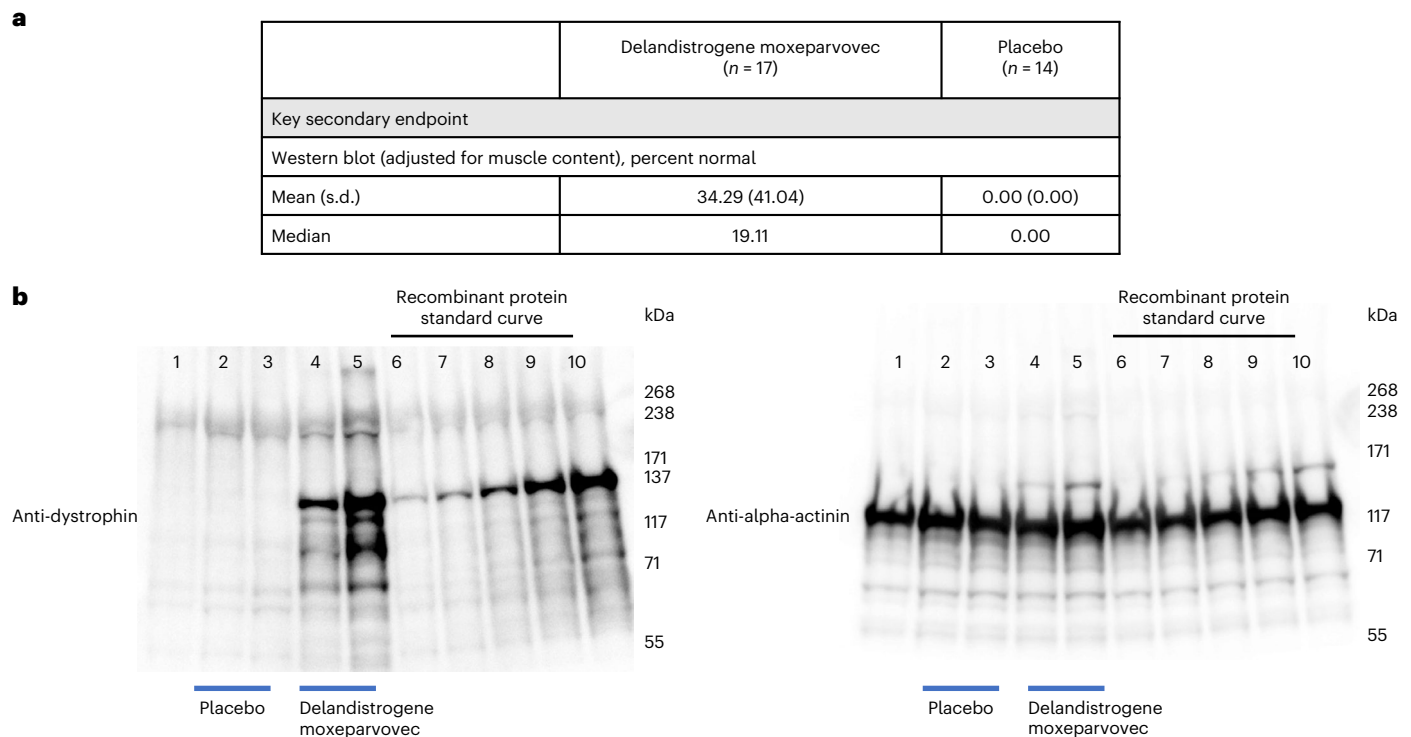 a
Delandistrogene moxeparvovec
(n = 17)
Placebo
(n = 14)
Key secondary endpoint
Western blot (adjusted for muscle content), percent normal
Mean (s.d.) 34.29 (41.04) 0.00 (0.00)
Median 19.11 0.00
b
Recombinant protein
standard curve
kDa
1 2 3 4 5 6 7 8 9 10
268
238
171
137
Anti-dystrophin
117
71
55
Placebo
Delandistrogene
moxeparvovec
Recombinant protein
standard curve
kDa
1 2 3 4 5 6 7 8 9 10
268
238
171
Anti-alpha-actinin
117
71
55
Placebo
Delandistrogene
moxeparvovec